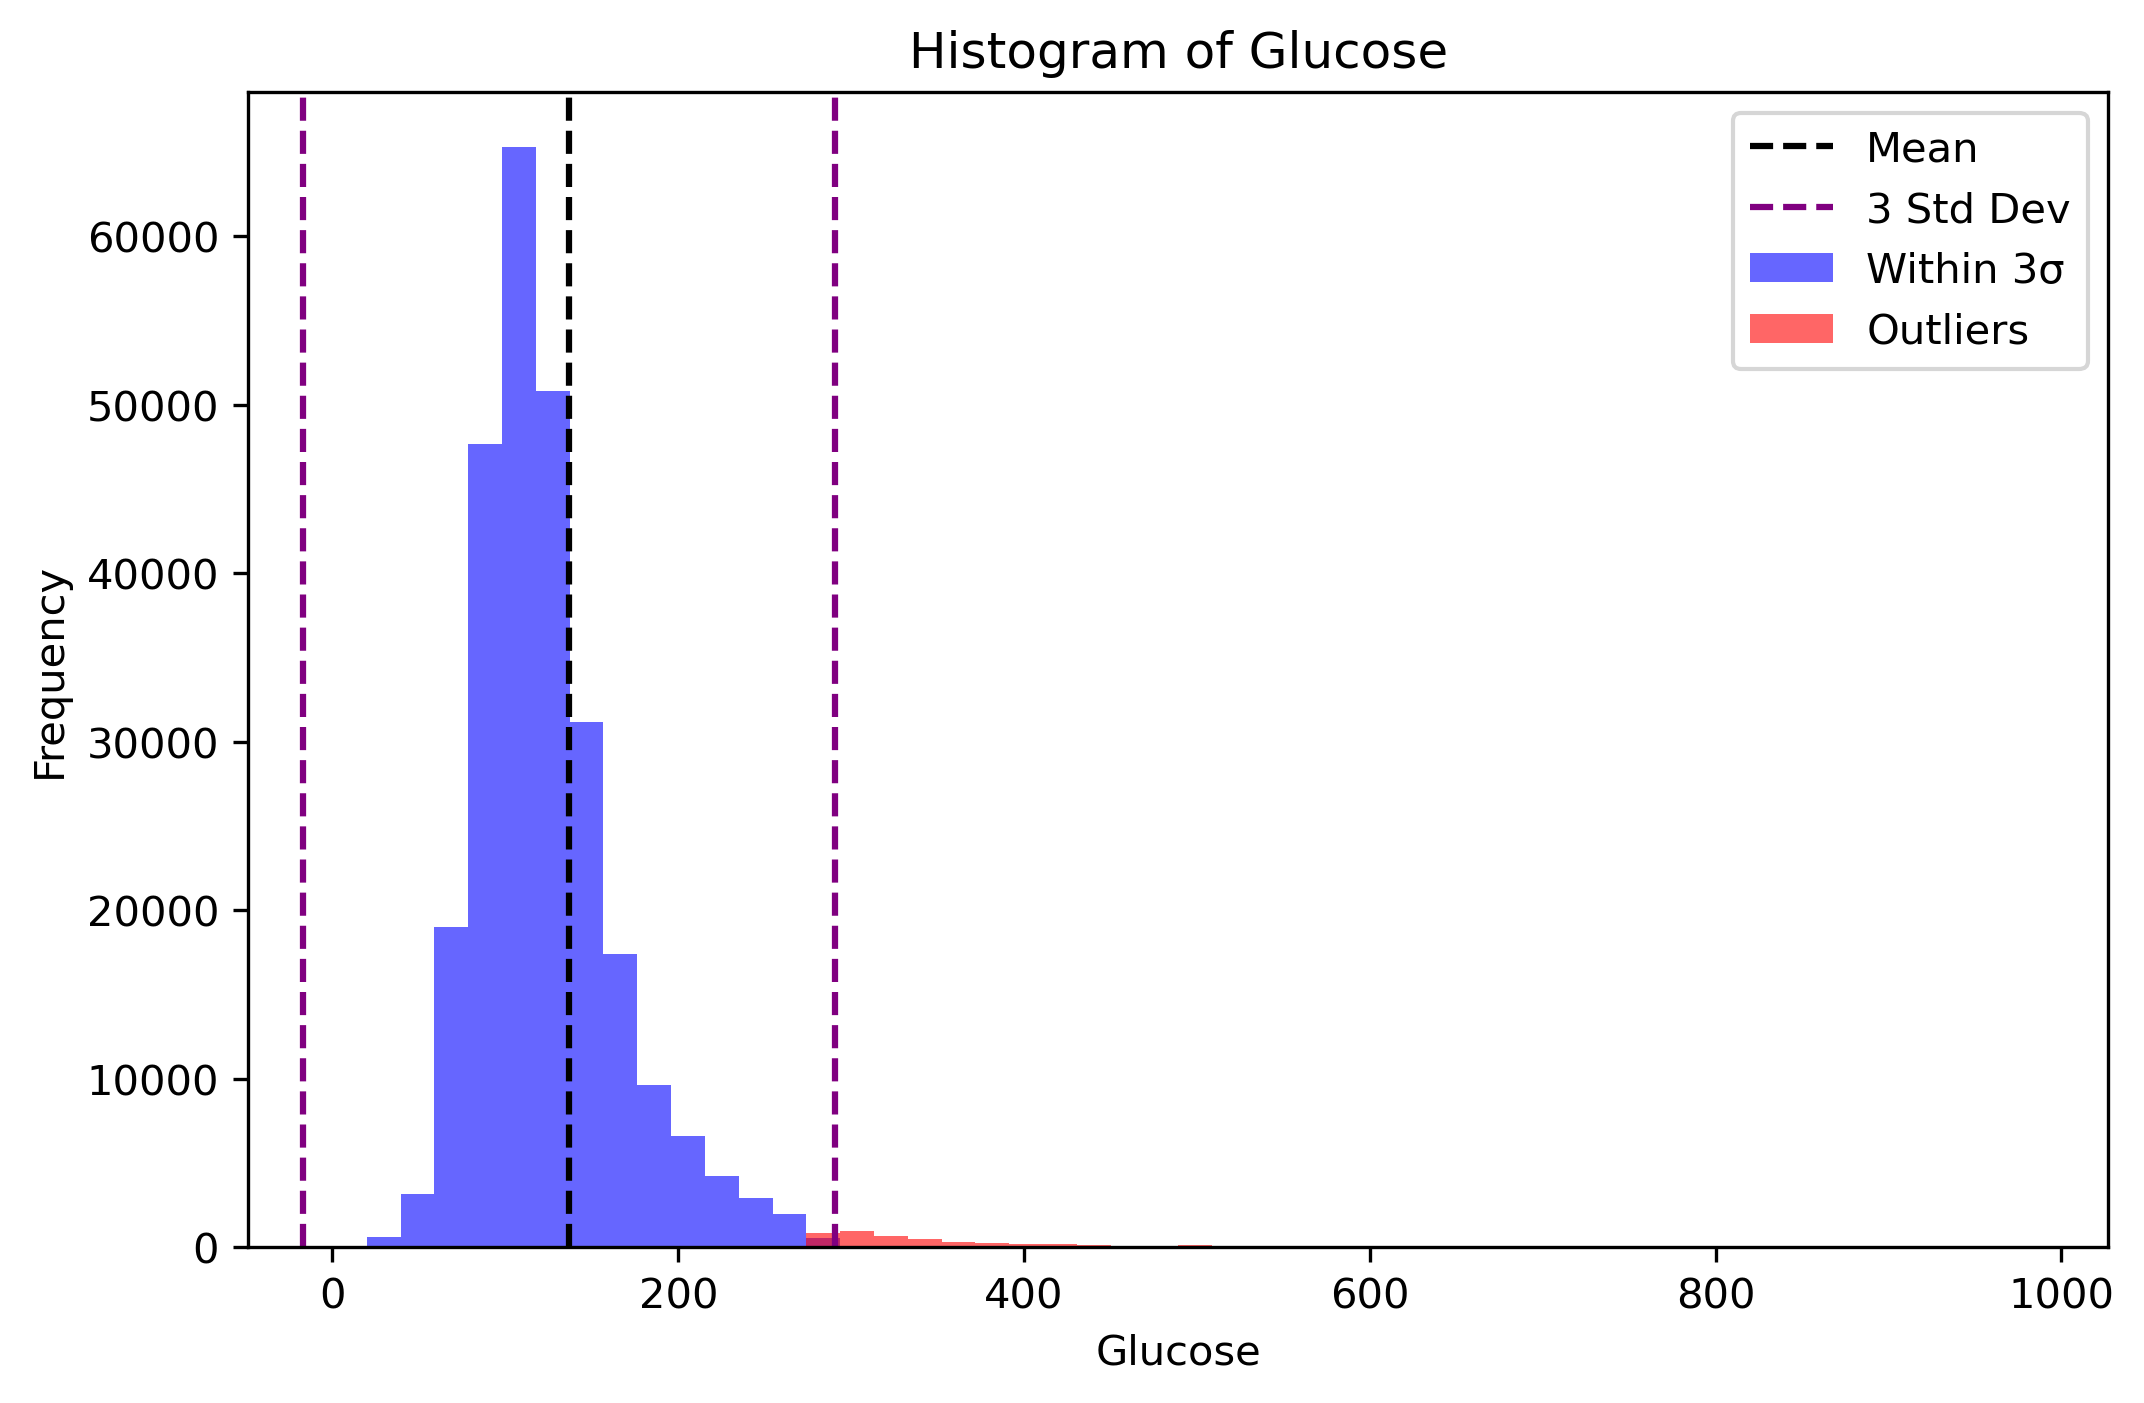 Histogram of Glucose
Mean
3 Std Dev
Within 3σ
Outliers
60000
50000
40000
30000
20000
10000
0
Frequency
0 200 400 600 800 1000
Glucose